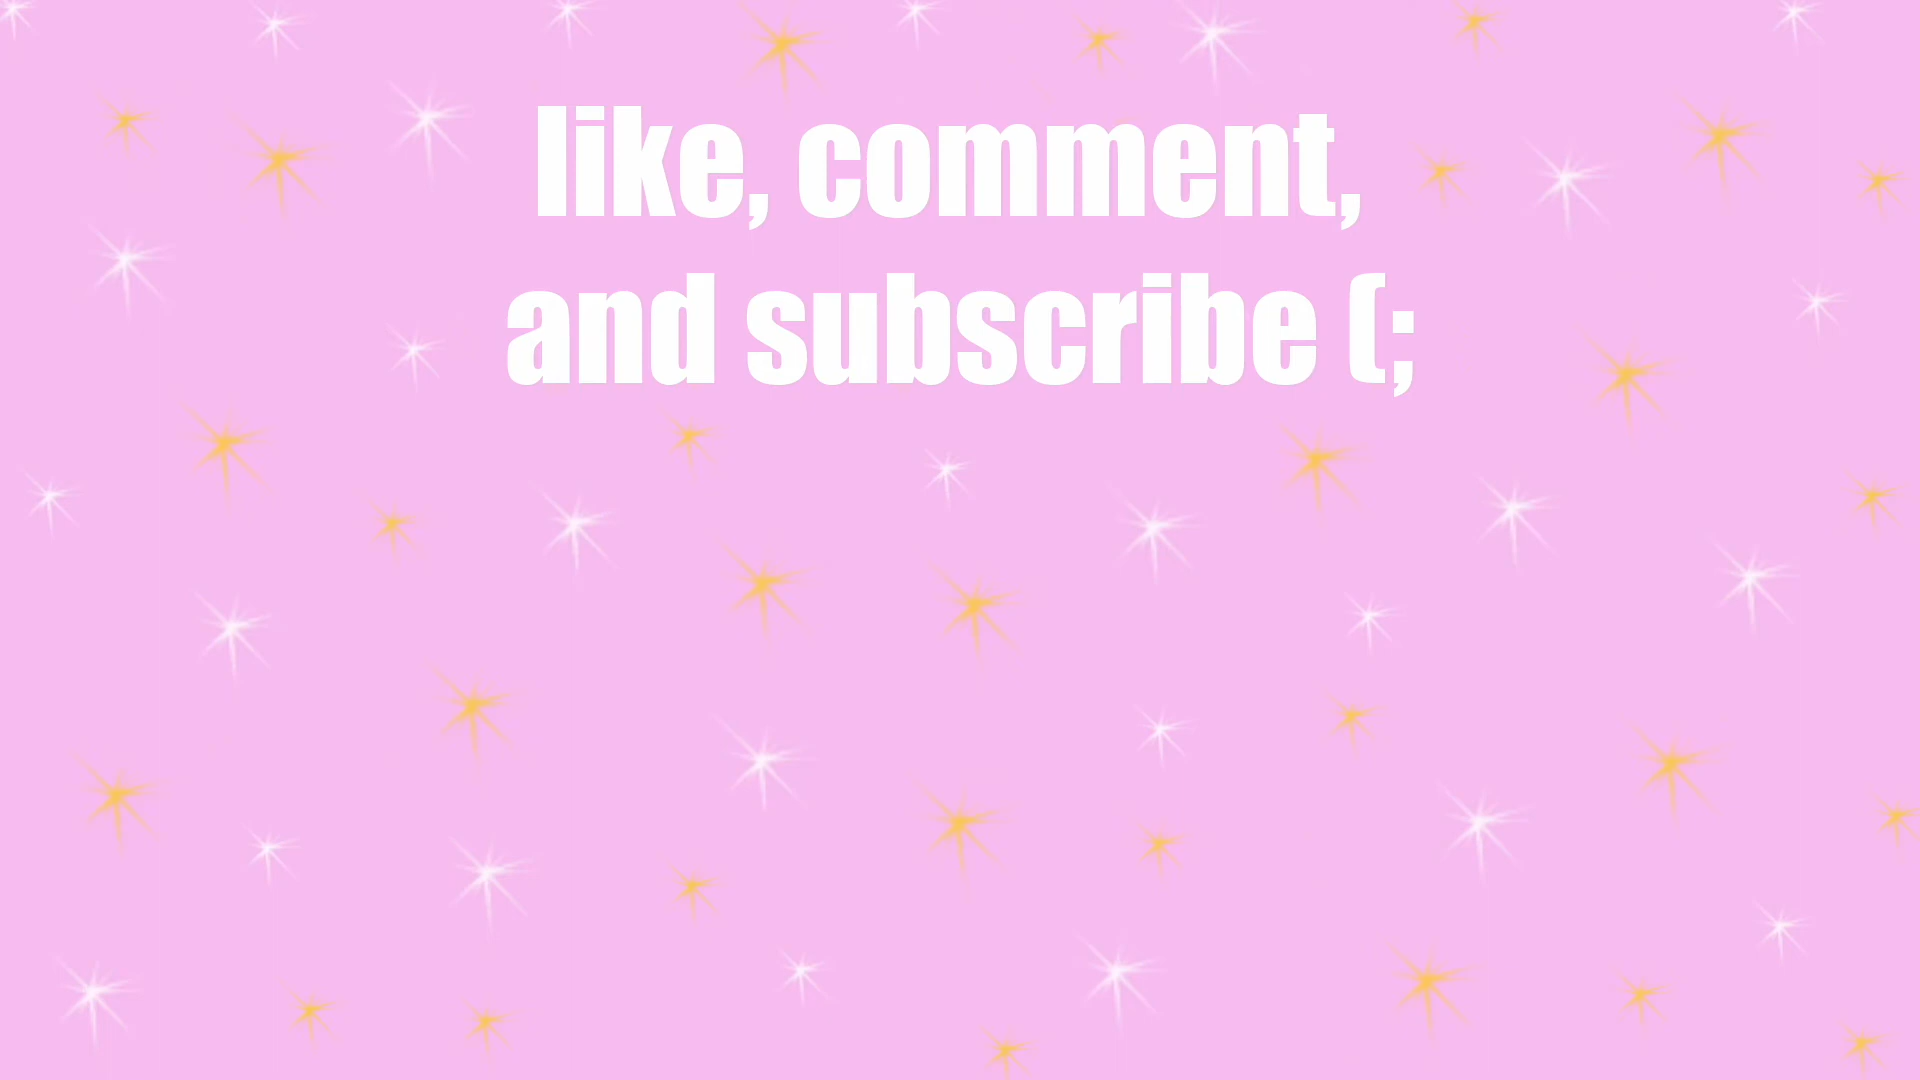 like, comment,
and subscribe (;